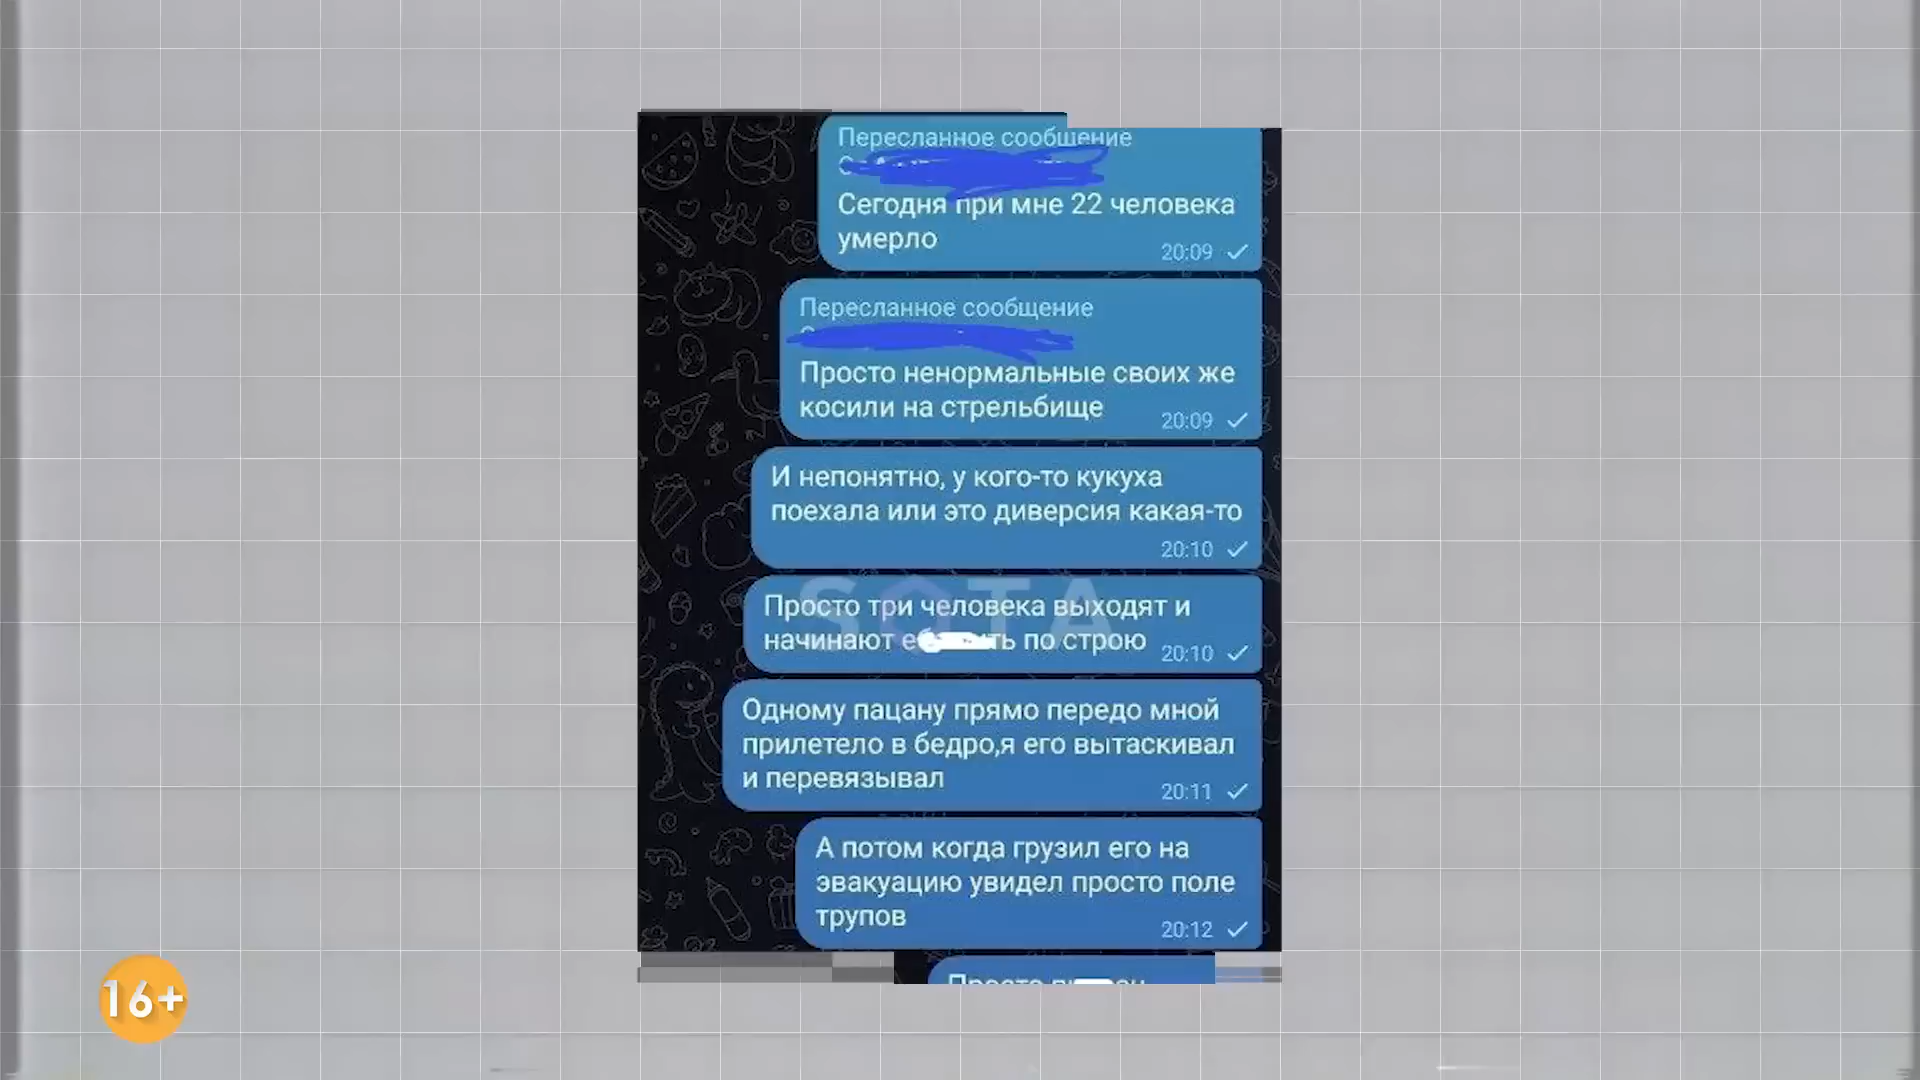 Пересланное сообщение
Сегодня при мне 22 человека
умерло
20:09
Пересланное сообщение
Просто ненормальные своих же
косили на стрельбище
20:09
И непонятно, у кого-то кукуха
поехала или это диверсия какая-то
20:10
SOTA
Просто три человека выходят и
начинают по строю
20:10
Одному пацану прямо передо мной
прилетело в бедро,я его вытаскивал
и перевязывал
20:11
А потом когда грузил его на
эвакуацию увидел просто поле
трупов
20:12
Просто
16+